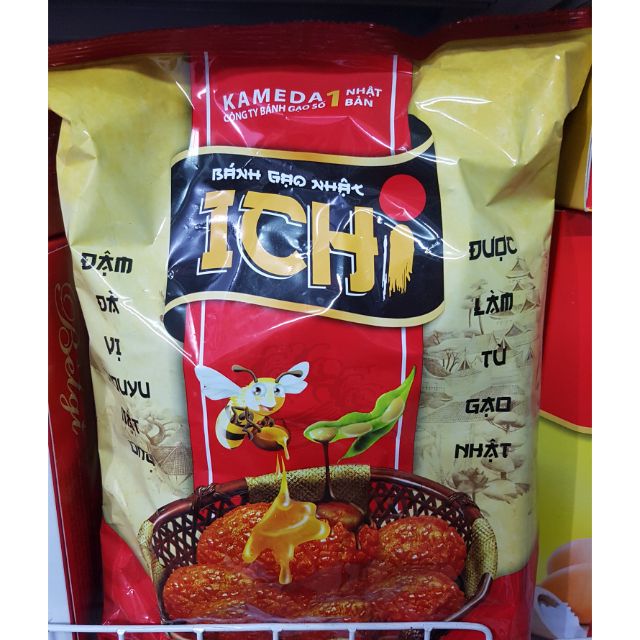 KAMEDA 1 NHẬT BẢN
CÔNG TY BÁNH GẠO SỐ
BÁNH GẠO NHẬT
ICHi
ĐẬM
ĐÀ
VỊ
ĐƯỢC
LÀM
TỪ
GẠO
NHẬT
Belgi